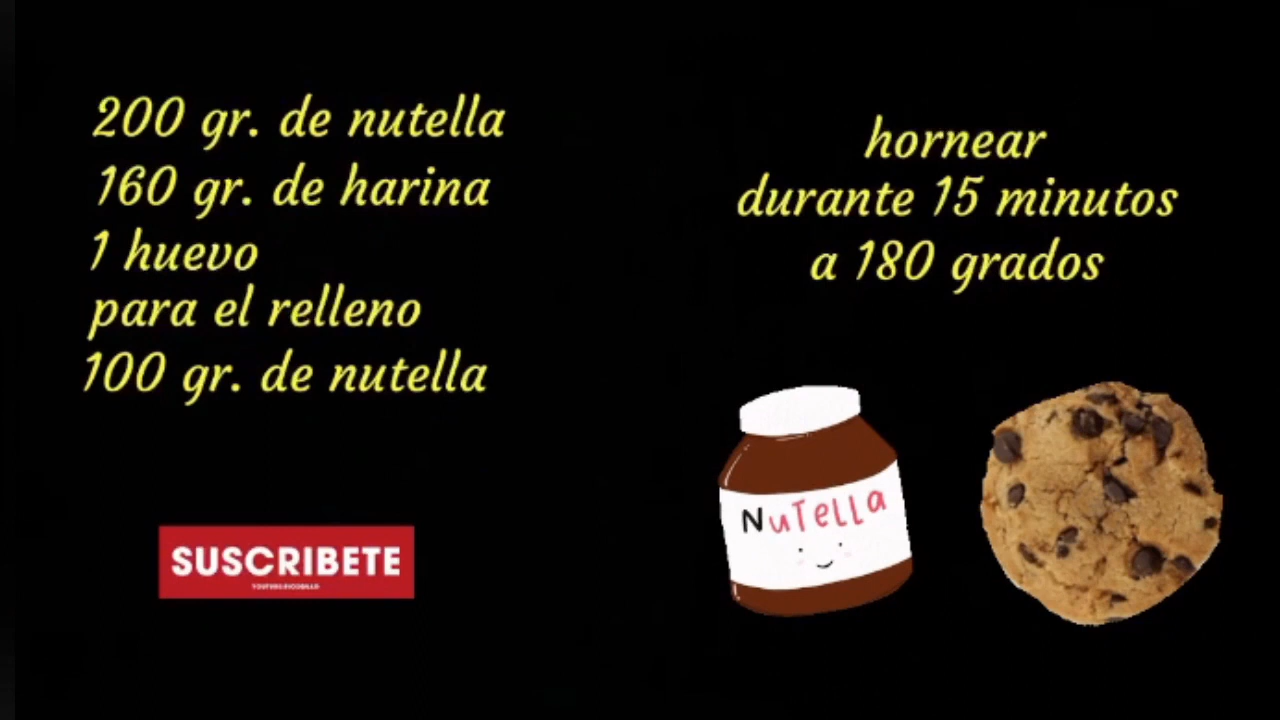 200 gr. de nutella
160 gr. de harina
1 huevo
para el relleno
100 gr. de nutella
hornear
durante 15 minutos
a 180 grados
NuTeLLa
SUSCRIBETE